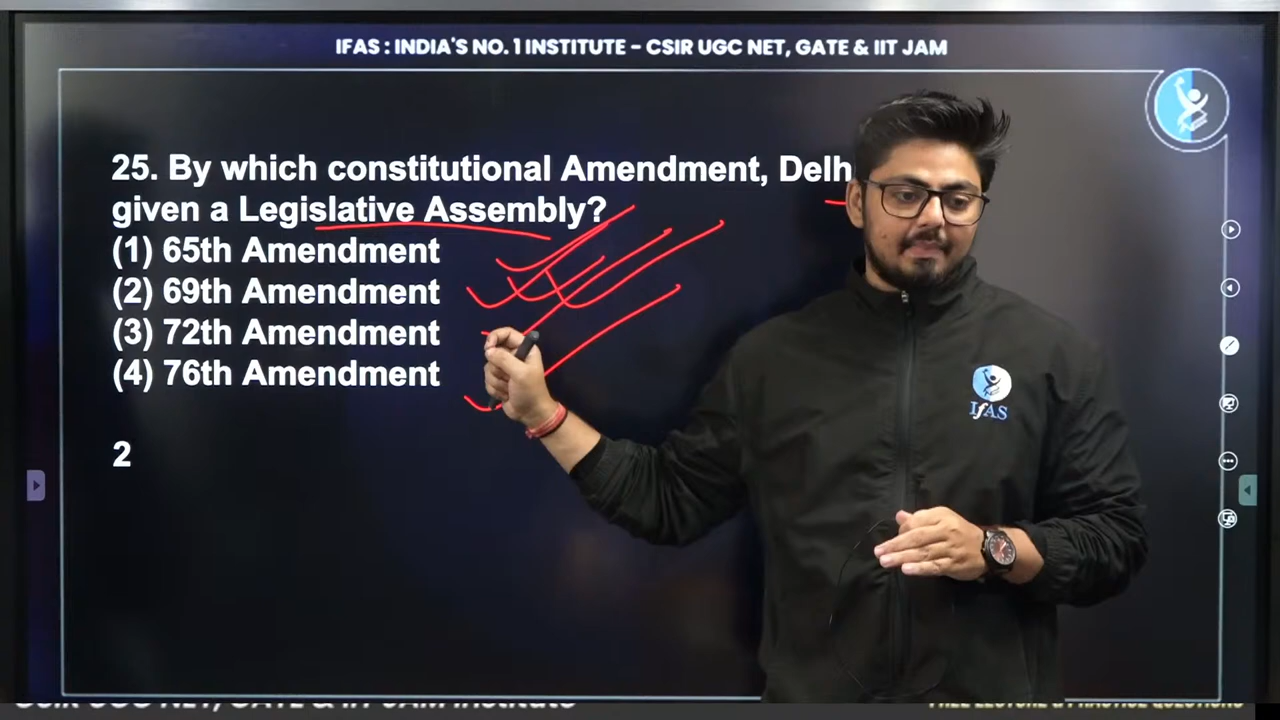 IFAS : INDIA'S NO. 1 INSTITUTE – CSIR UGC NET, GATE & IIT JAM
25. By which constitutional Amendment, Delh
given a Legislative Assembly?
(1) 65th Amendment
(2) 69th Amendment
(3) 72th Amendment
(4) 76th Amendment
2
IfAS